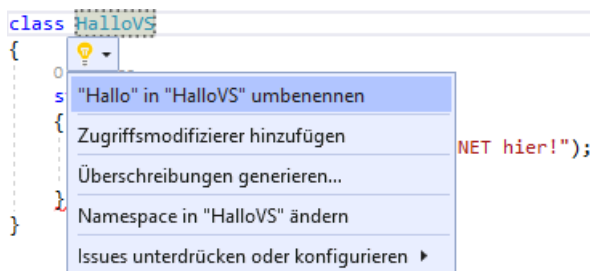 class HalloVS
{
0
s
"Hallo" in "HalloVS" umbenennen
{
Zugriffsmodifizierer hinzufügen
NET hier!");
Überschreibungen generieren...
}
Namespace in "HalloVS" ändern
}
Issues unterdrücken oder konfigurieren